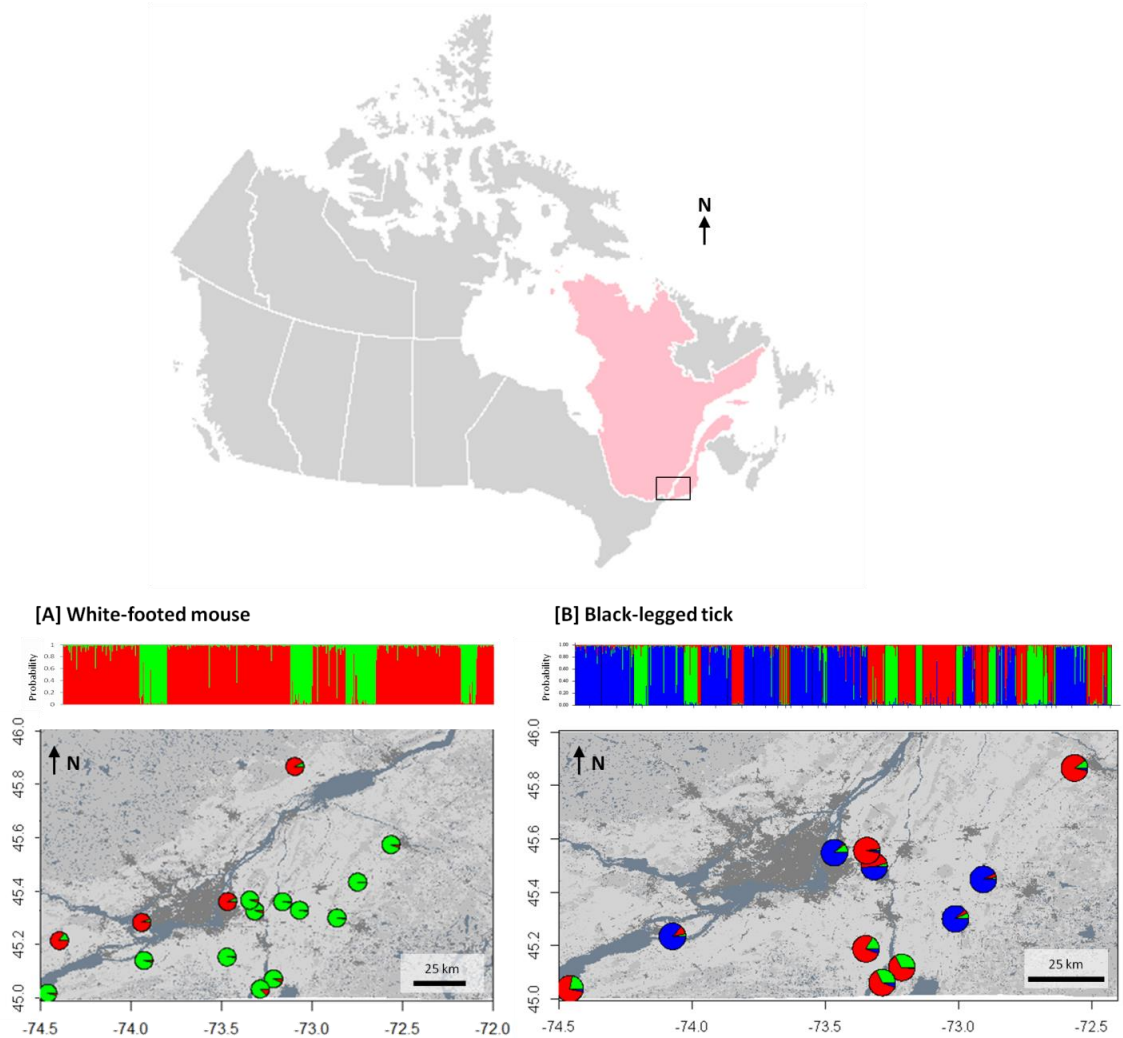 N
[A] White-footed mouse
[B] Black-legged tick
Probability
1
0.8
0.6
0.4
0.2
0
Probability
1.00
0.80
0.60
0.40
0.20
0.00
N
46.0
45.8
45.6
45.4
45.2
45.0
25 km
-74.5 -74.0 -73.5 -73.0 -72.5 -72.0
N
46.0
45.8
45.6
45.4
45.2
45.0
25 km
-74.5 -74.0 -73.5 -73.0 -72.5